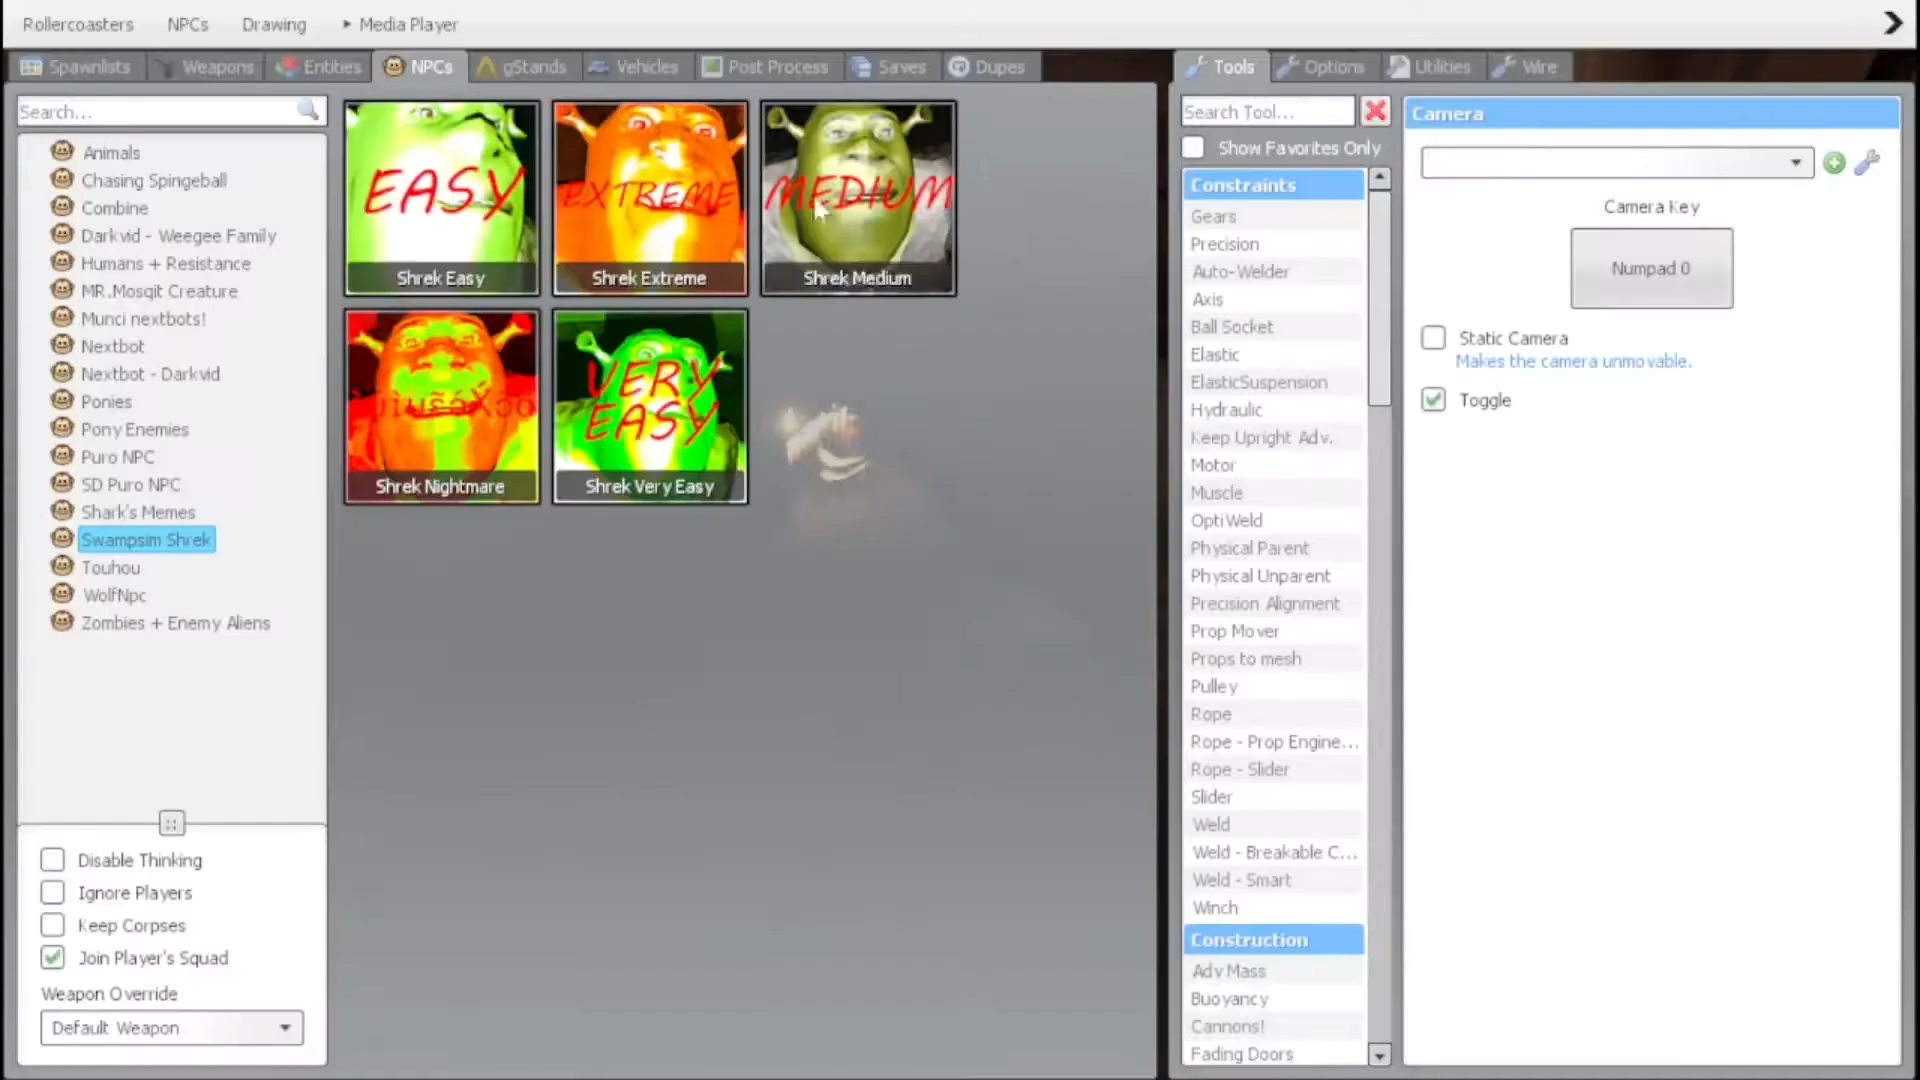 Rollercoasters NPCs Drawing Media Player
Spawnlists Weapons Entities NPCs gStands Vehicles Post Process Saves Dupes
Search...
Animals
Chasing Spingeball
Combine
Darkvid - Weegee Family
Humans + Resistance
MR.Mosqit Creature
Munci nextbots!
Nextbot
Nextbot - Darkvid
Ponies
Pony Enemies
Puro NPC
SD Puro NPC
Shark's Memes
Swampsim Shrek
Touhou
WolfNpc
Zombies + Enemy Aliens
Disable Thinking
Ignore Players
Keep Corpses
Join Player's Squad
Weapon Override
Default Weapon
EASY
Shrek Easy
EXTREME
Shrek Extreme
MEDIUM
Shrek Medium
Shrek Nightmare
VERY
EASY
Shrek Very Easy
Tools Options Utilities Wire
Search Tool...
Show Favorites Only
Constraints
Gears
Precision
Auto-Welder
Axis
Ball Socket
Elastic
ElasticSuspension
Hydraulic
Keep Upright Adv.
Motor
Muscle
OptiWeld
Physical Parent
Physical Unparent
Precision Alignment
Prop Mover
Props to mesh
Pulley
Rope
Rope - Prop Engine...
Rope - Slider
Slider
Weld
Weld - Breakable C...
Weld - Smart
Winch
Construction
Adv Mass
Buoyancy
Cannons!
Fading Doors
Camera
Camera Key
Numpad 0
Static Camera
Makes the camera unmovable.
Toggle